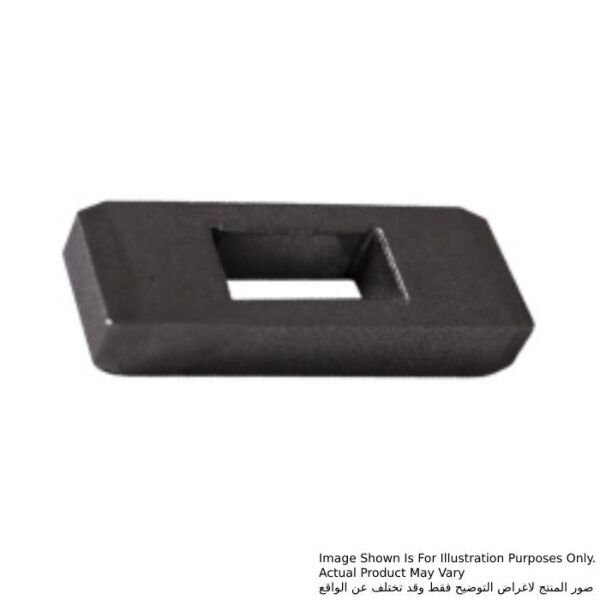 Image Shown Is For Illustration Purposes Only.
Actual Product May Vary
صور المنتج لاغراض التوضيح فقط وقد تختلف عن الواقع